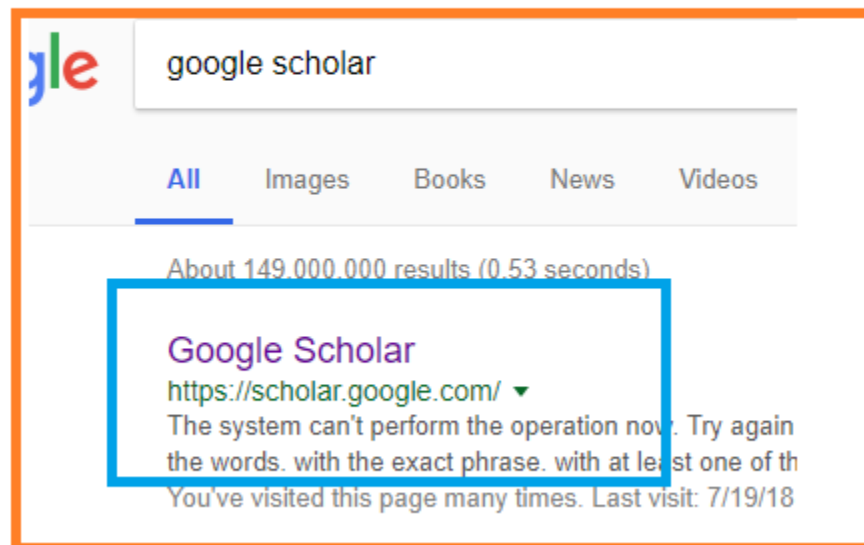 gle
google scholar
All Images Books News Videos
About 149,000,000 results (0.53 seconds)
Google Scholar
https://scholar.google.com/
The system can't perform the operation now. Try again
the words. with the exact phrase. with at least one of th
You've visited this page many times. Last visit: 7/19/18